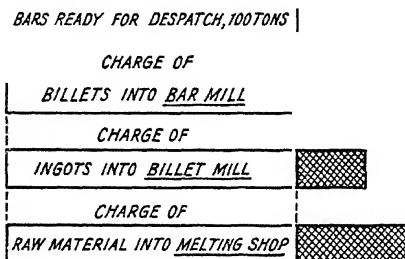 BARS READY FOR DESPATCH, 100 TONS
CHARGE OF
BILLETS INTO BAR MILL
CHARGE OF
INGOTS INTO BILLET MILL
CHARGE OF
RAW MATERIAL INTO MELTING SHOP